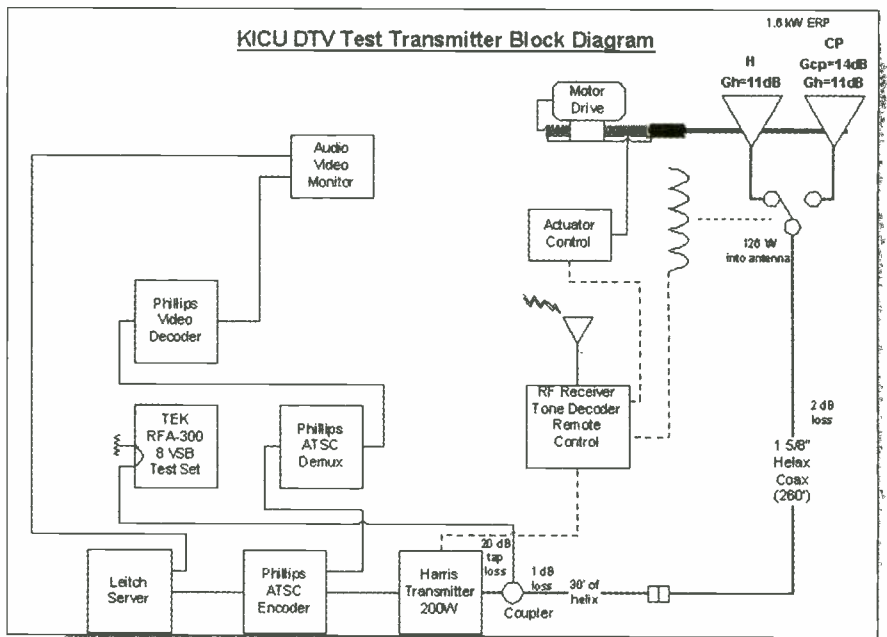 1.6 kW ERP
KICU DTV Test Transmitter Block Diagram
CP
H
Gcp=14dB
Gh=11dB
Gh=11dB
Motor
Drive
Audio
Video
Monitor
Actuator
Control
126 W
into antenna
Phillips
Video
Decoder
RF Receiver
Tone Decoder
Remote
Control
2 dB
loss
TEK
RFA-300
8 VSB
Test Set
Phillips
ATSC
Demux
1 5/8"
Helax
Coax
(260')
20 dB
tap
loss
Leitch
Server
Phillips
ATSC
Encoder
Harris
Transmitter
200W
1 dB
loss
30' of
helix
Coupler